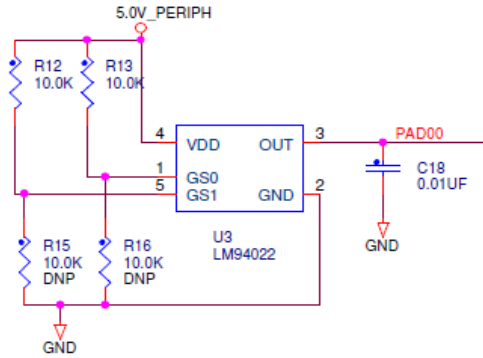 5.0V_PERIPH
R12
10.0K
R13
10.0K
4
VDD
OUT
3
PAD00
1
GS0
5
GS1
GND
2
C18
0.01UF
GND
U3
LM94022
R15
10.0K
DNP
R16
10.0K
DNP
GND